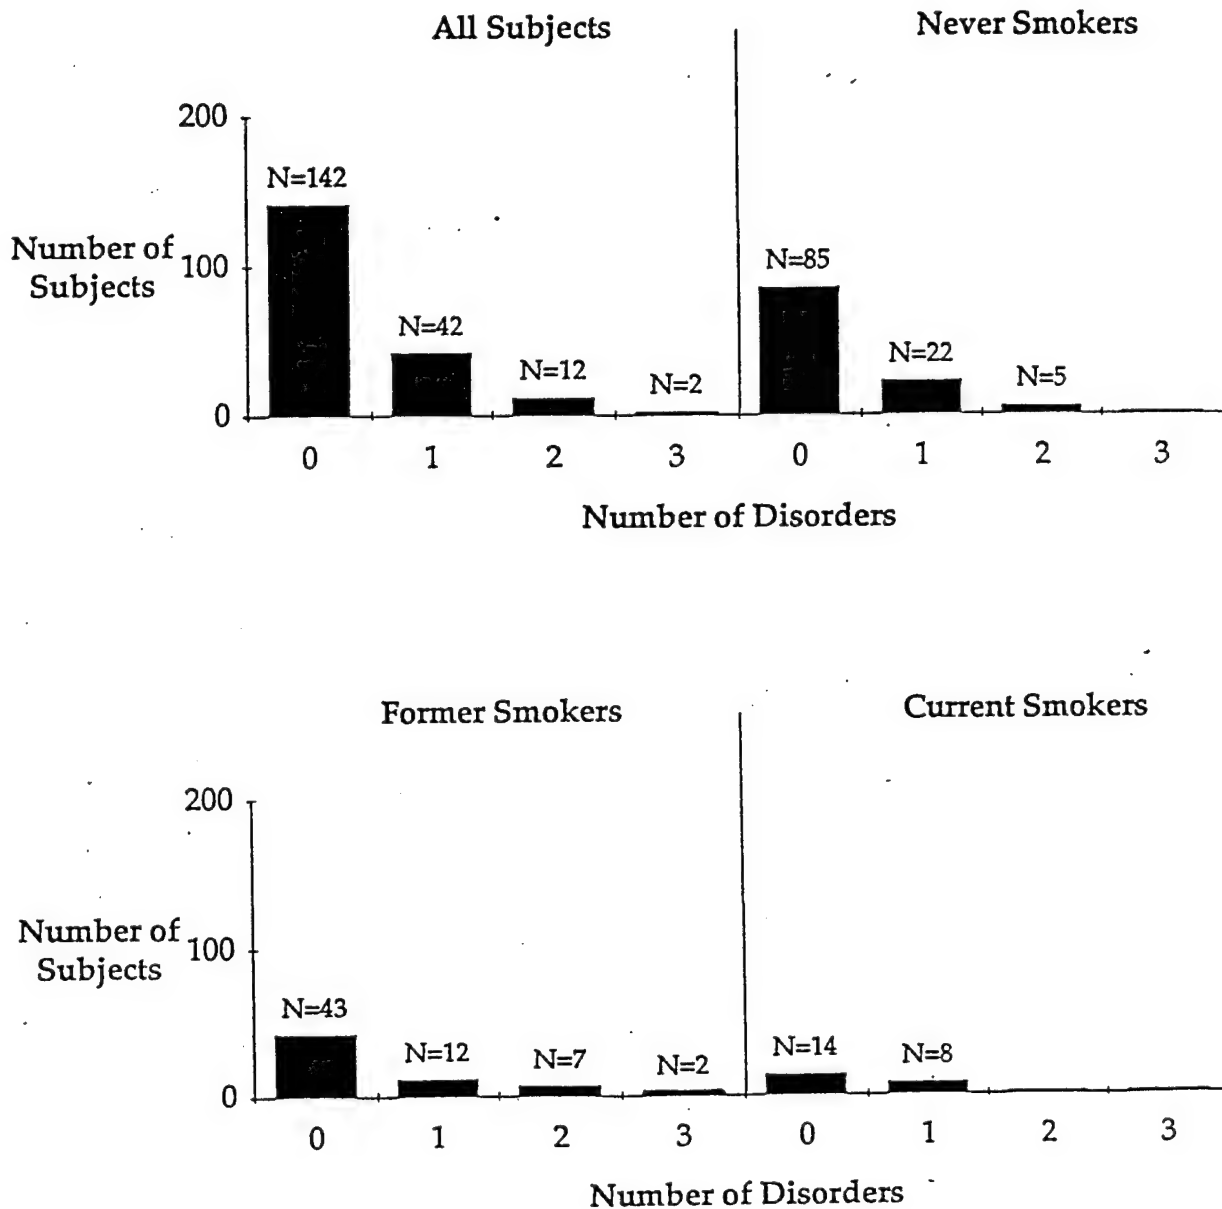 All Subjects
Never Smokers
200
N=142
Number of
Subjects
100
N=85
N=42
N=22
N=12
N=5
N=2
0
0 1 2 3 0 1 2 3
Number of Disorders
Former Smokers
Current Smokers
200
Number of
Subjects
100
N=43
N=12
N=7
N=2
N=14
N=8
0
0 1 2 3 0 1 2 3
Number of Disorders